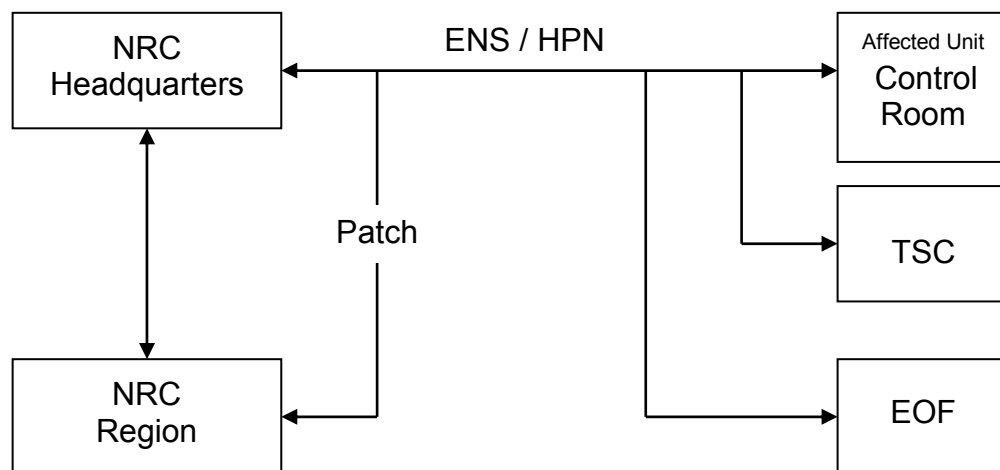 NRC
Headquarters
ENS / HPN
Affected Unit
Control
Room
TSC
Patch
NRC
Region
EOF